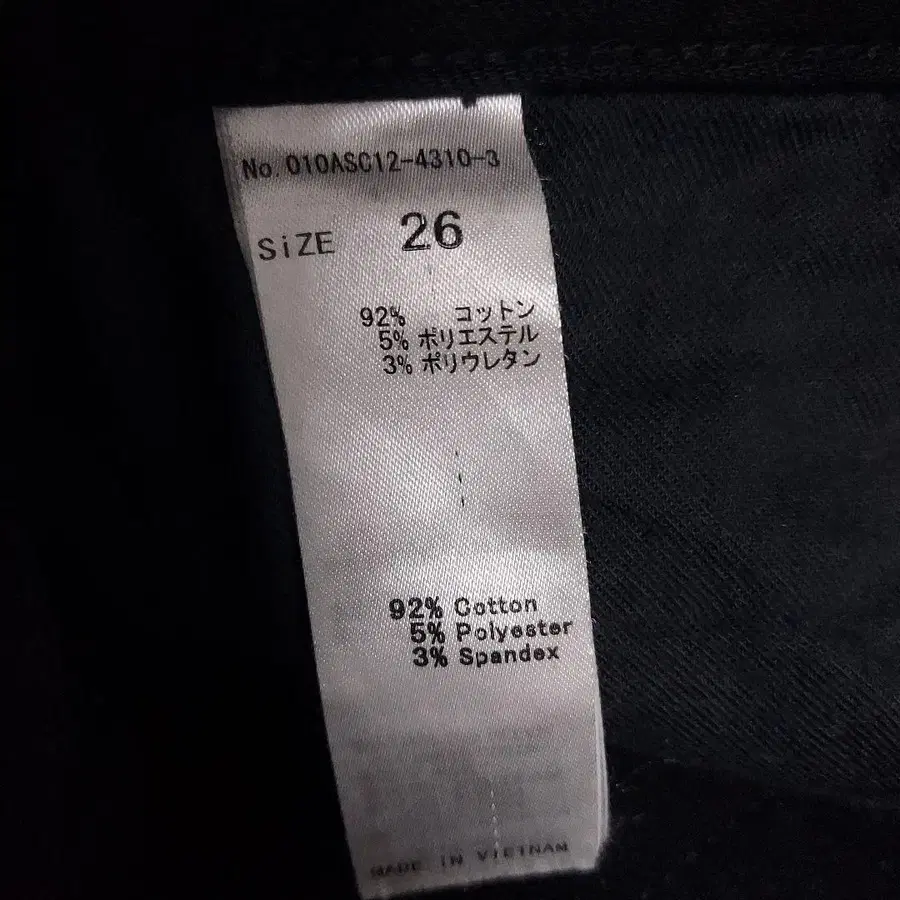 No. 010ASC12-4310-3
SiZE 26
92% コットン
5% ポリエステル
3% ポリウレタン
92% Cotton
5% Polyester
3% Spandex
MADE IN VIETNAM